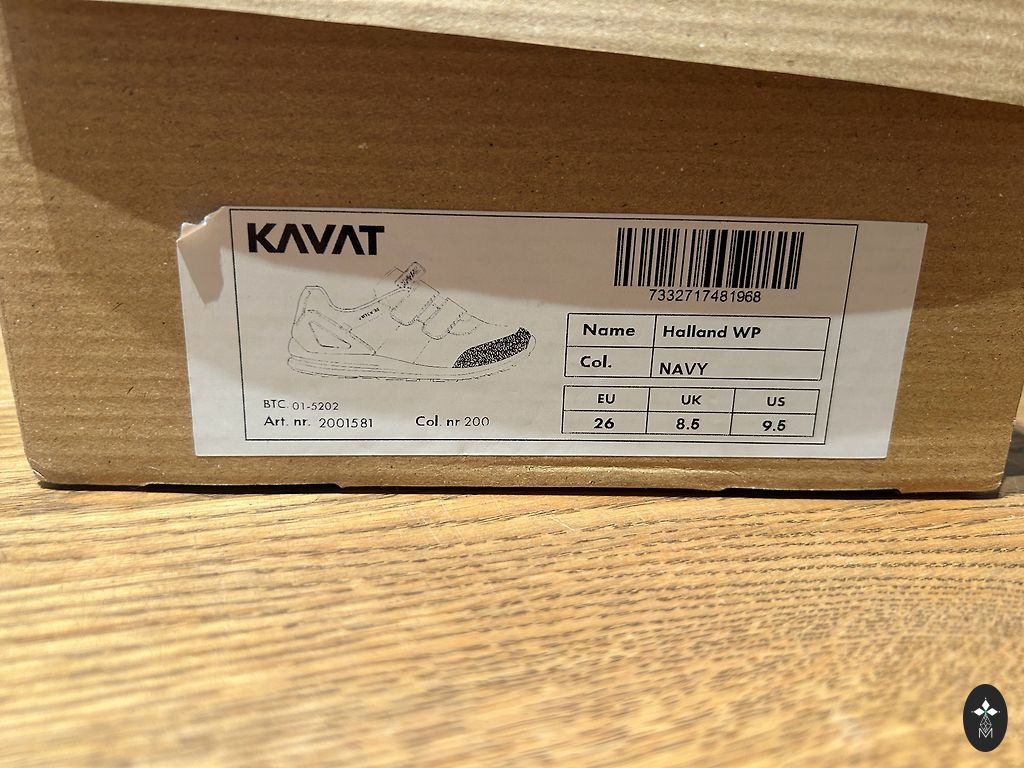 KAVAT
7332717481968
Name Halland WP
Col. NAVY
EU UK US
26 8.5 9.5
BTC. 01-5202
Art. nr. 2001581 Col. nr 200
M